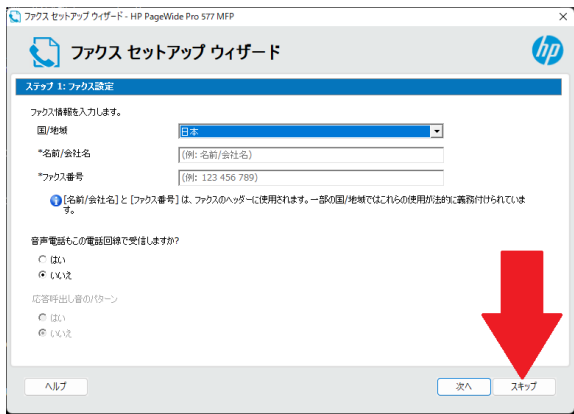 ファクス セットアップ ウィザード - HP PageWide Pro 577 MFP
ファクス セットアップ ウィザード
hp
ステップ 1: ファクス設定
ファクス情報を入力します。
国/地域
日本
*名前/会社名
(例: 名前/会社名)
*ファクス番号
(例: 123 456 789)
[名前/会社名] と [ファクス番号] は、ファクスのヘッダーに使用されます。一部の国/地域ではこれらの使用が法的に義務付けられていま
す。
音声電話もこの電話回線で受信しますか?
はい
いいえ
応答呼出し音のパターン
はい
いいえ
ヘルプ
次へ
スキップ